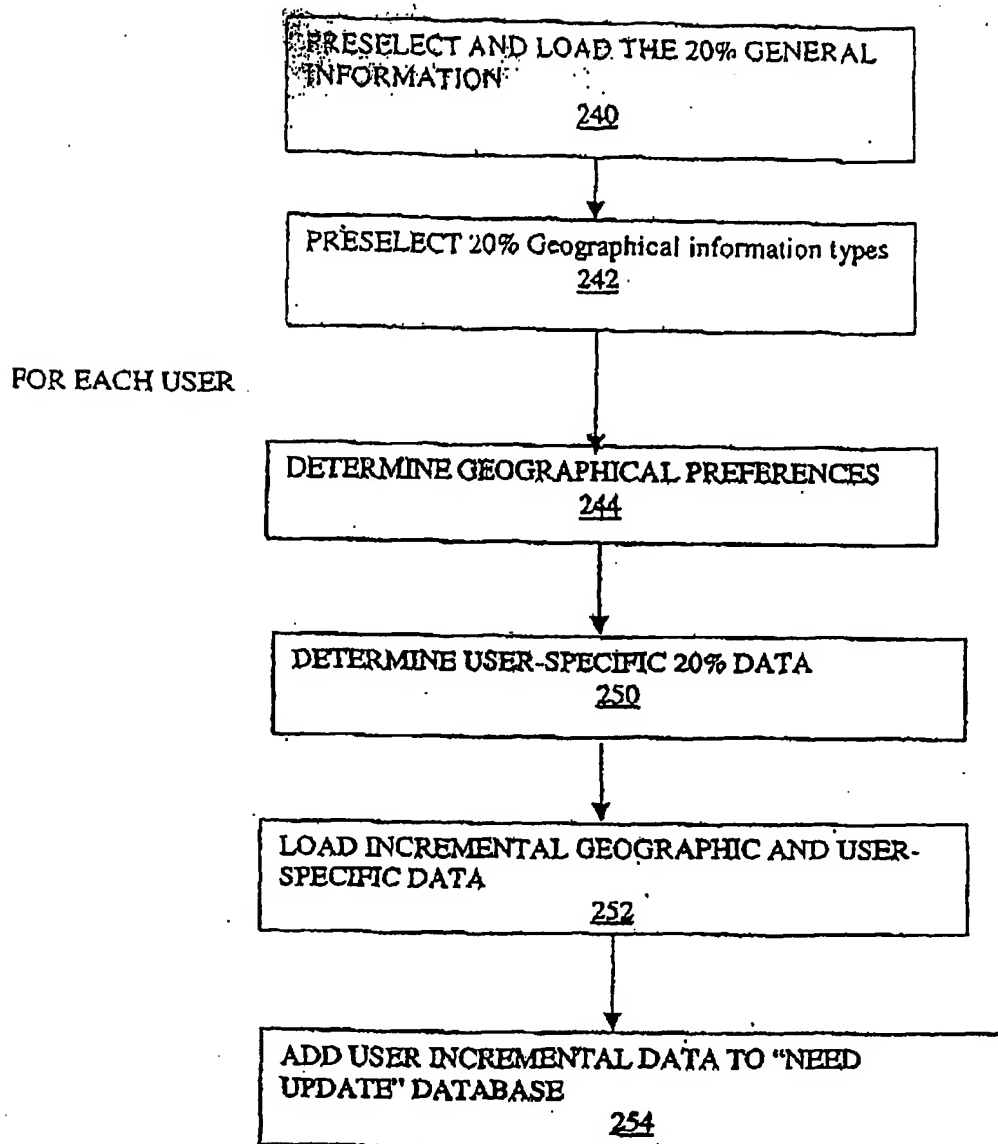 PRESELECT AND LOAD THE 20% GENERAL
INFORMATION
240
PRESELECT 20% Geographical information types
242
FOR EACH USER
DETERMINE GEOGRAPHICAL PREFERENCES
244
DETERMINE USER-SPECIFIC 20% DATA
250
LOAD INCREMENTAL GEOGRAPHIC AND USER-
SPECIFIC DATA
252
ADD USER INCREMENTAL DATA TO “NEED
UPDATE” DATABASE
254